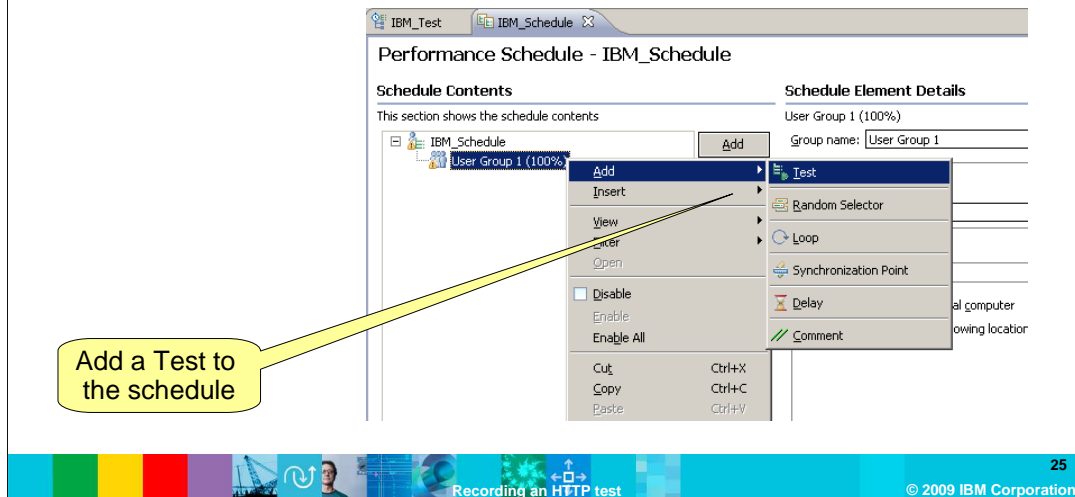 IBM_Test
IBM_Schedule
Performance Schedule - IBM_Schedule
Schedule Contents
Schedule Element Details
This section shows the schedule contents
User Group 1 (100%)
IBM_Schedule
Add
Group name: User Group 1
User Group 1 (100%)
Add
Test
Insert
Random Selector
View
Loop
Open
Synchronization Point
Disable
Delay
al computer
Enable
owing location
Enable All
Comment
Add a Test to
the schedule
Cut Ctrl+X
Copy Ctrl+C
Paste Ctrl+V
25
Recording an HTTP test
© 2009 IBM Corporation